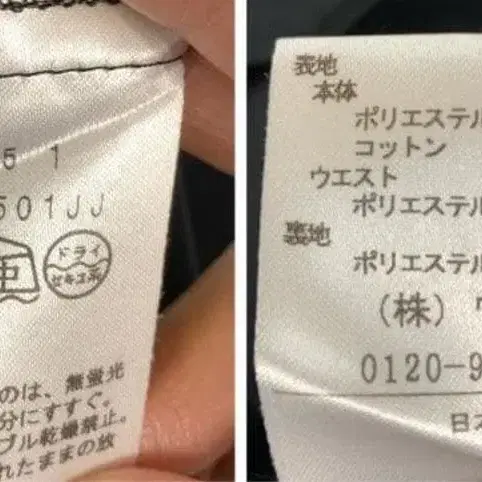 5 1
501JJ
ドライ
セキユ系
のは、無蛍光
分にすすぐ。
ブル乾燥禁止。
れたままの放
表地
本体
ポリエステル
コットン
ウエスト
ポリエステル
裏地
ポリエステル
(株)
0120-9
日本